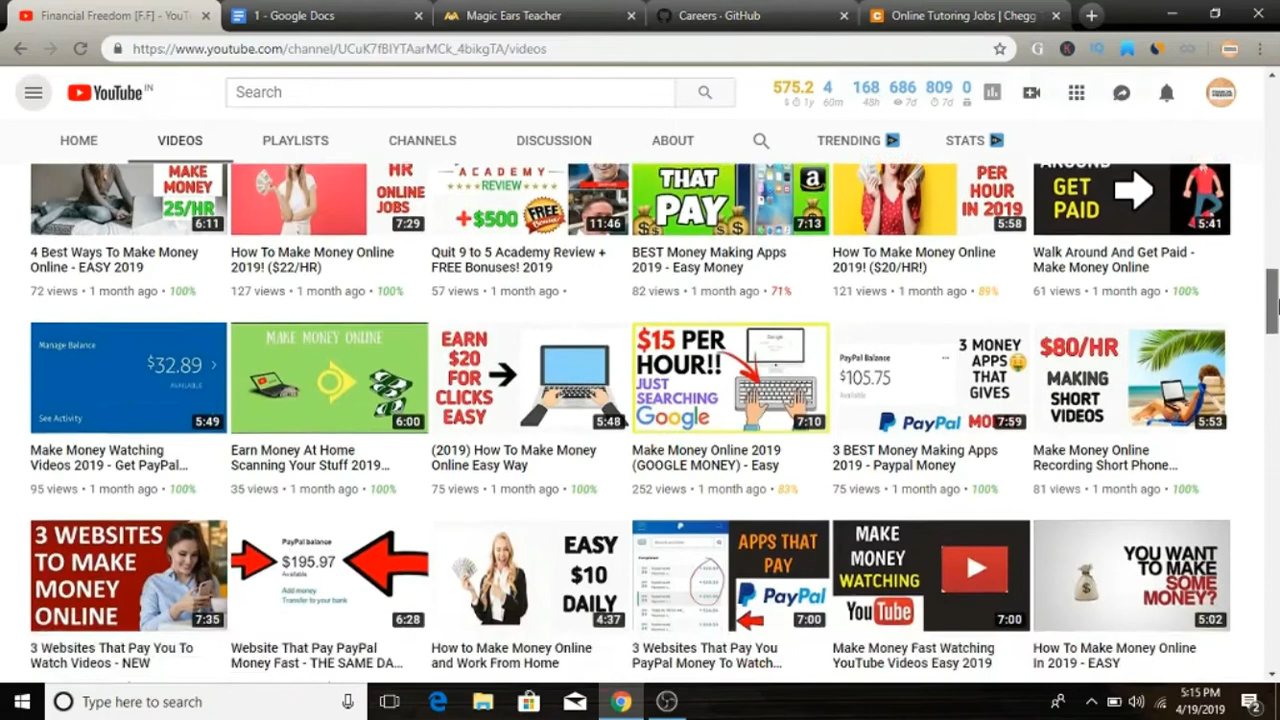 Financial Freedom [F.F] - YouT
1 - Google Docs
Magic Ears Teacher
Careers · GitHub
Online Tutoring Jobs | Chegg
https://www.youtube.com/channel/UCuK7fBIYTAarMCk_4bikgTA/videos
YouTube IN
Search
575.2 4 168 686 809 0
1y 60m 48h 7d 7d
HOME VIDEOS PLAYLISTS CHANNELS DISCUSSION ABOUT TRENDING STATS
MAKE
MONEY
25/HR
6:11
HR
ONLINE
JOBS
7:29
ACADEMY
REVIEW
+$500 FREE
11:46
THAT
PAY
7:13
PER
HOUR
IN 2019
5:58
AROUND
GET
PAID
5:41
4 Best Ways To Make Money
Online - EASY 2019
72 views • 1 month ago • 100%
How To Make Money Online
2019! ($22/HR)
127 views • 1 month ago • 100%
Quit 9 to 5 Academy Review +
FREE Bonuses! 2019
57 views • 1 month ago •
BEST Money Making Apps
2019 - Easy Money
82 views • 1 month ago • 71%
How To Make Money Online
2019! ($20/HR!)
121 views • 1 month ago • 89%
Walk Around And Get Paid -
Make Money Online
61 views • 1 month ago • 100%
Manage Balance
$32.89
AVAILABLE
See Activity
5:49
MAKE MONEY ONLINE
6:00
EARN
$20
FOR
CLICKS
EASY
5:48
$15 PER
HOUR!!
JUST
SEARCHING
Google
Google
7:10
PayPal Balance
$105.75
Available
3 MONEY
APPS
THAT
GIVES
PayPal MO
7:59
$80/HR
MAKING
SHORT
VIDEOS
5:53
Make Money Watching
Videos 2019 - Get PayPal...
95 views • 1 month ago • 100%
Earn Money At Home
Scanning Your Stuff 2019...
35 views • 1 month ago • 100%
(2019) How To Make Money
Online Easy Way
75 views • 1 month ago • 100%
Make Money Online 2019
(GOOGLE MONEY) - Easy
252 views • 1 month ago • 83%
3 BEST Money Making Apps
2019 - Paypal Money
75 views • 1 month ago • 100%
Make Money Online
Recording Short Phone...
81 views • 1 month ago • 100%
3 WEBSITES
TO MAKE
MONEY
ONLINE
7:35
PayPal balance
$195.97
Available
Add money
Transfer to your bank
6:28
EASY
$10
DAILY
4:37
APPS THAT
PAY
PayPal
7:00
MAKE
MONEY
WATCHING
YouTube
7:00
YOU WANT
TO MAKE
SOME
MONEY?
5:02
3 Websites That Pay You To
Watch Videos - NEW
Website That Pay PayPal
Money Fast - THE SAME DA...
How to Make Money Online
and Work From Home
3 Websites That Pay You
PayPal Money To Watch...
Make Money Fast Watching
YouTube Videos Easy 2019
How To Make Money Online
In 2019 - EASY
Type here to search
5:15 PM
4/19/2019
2